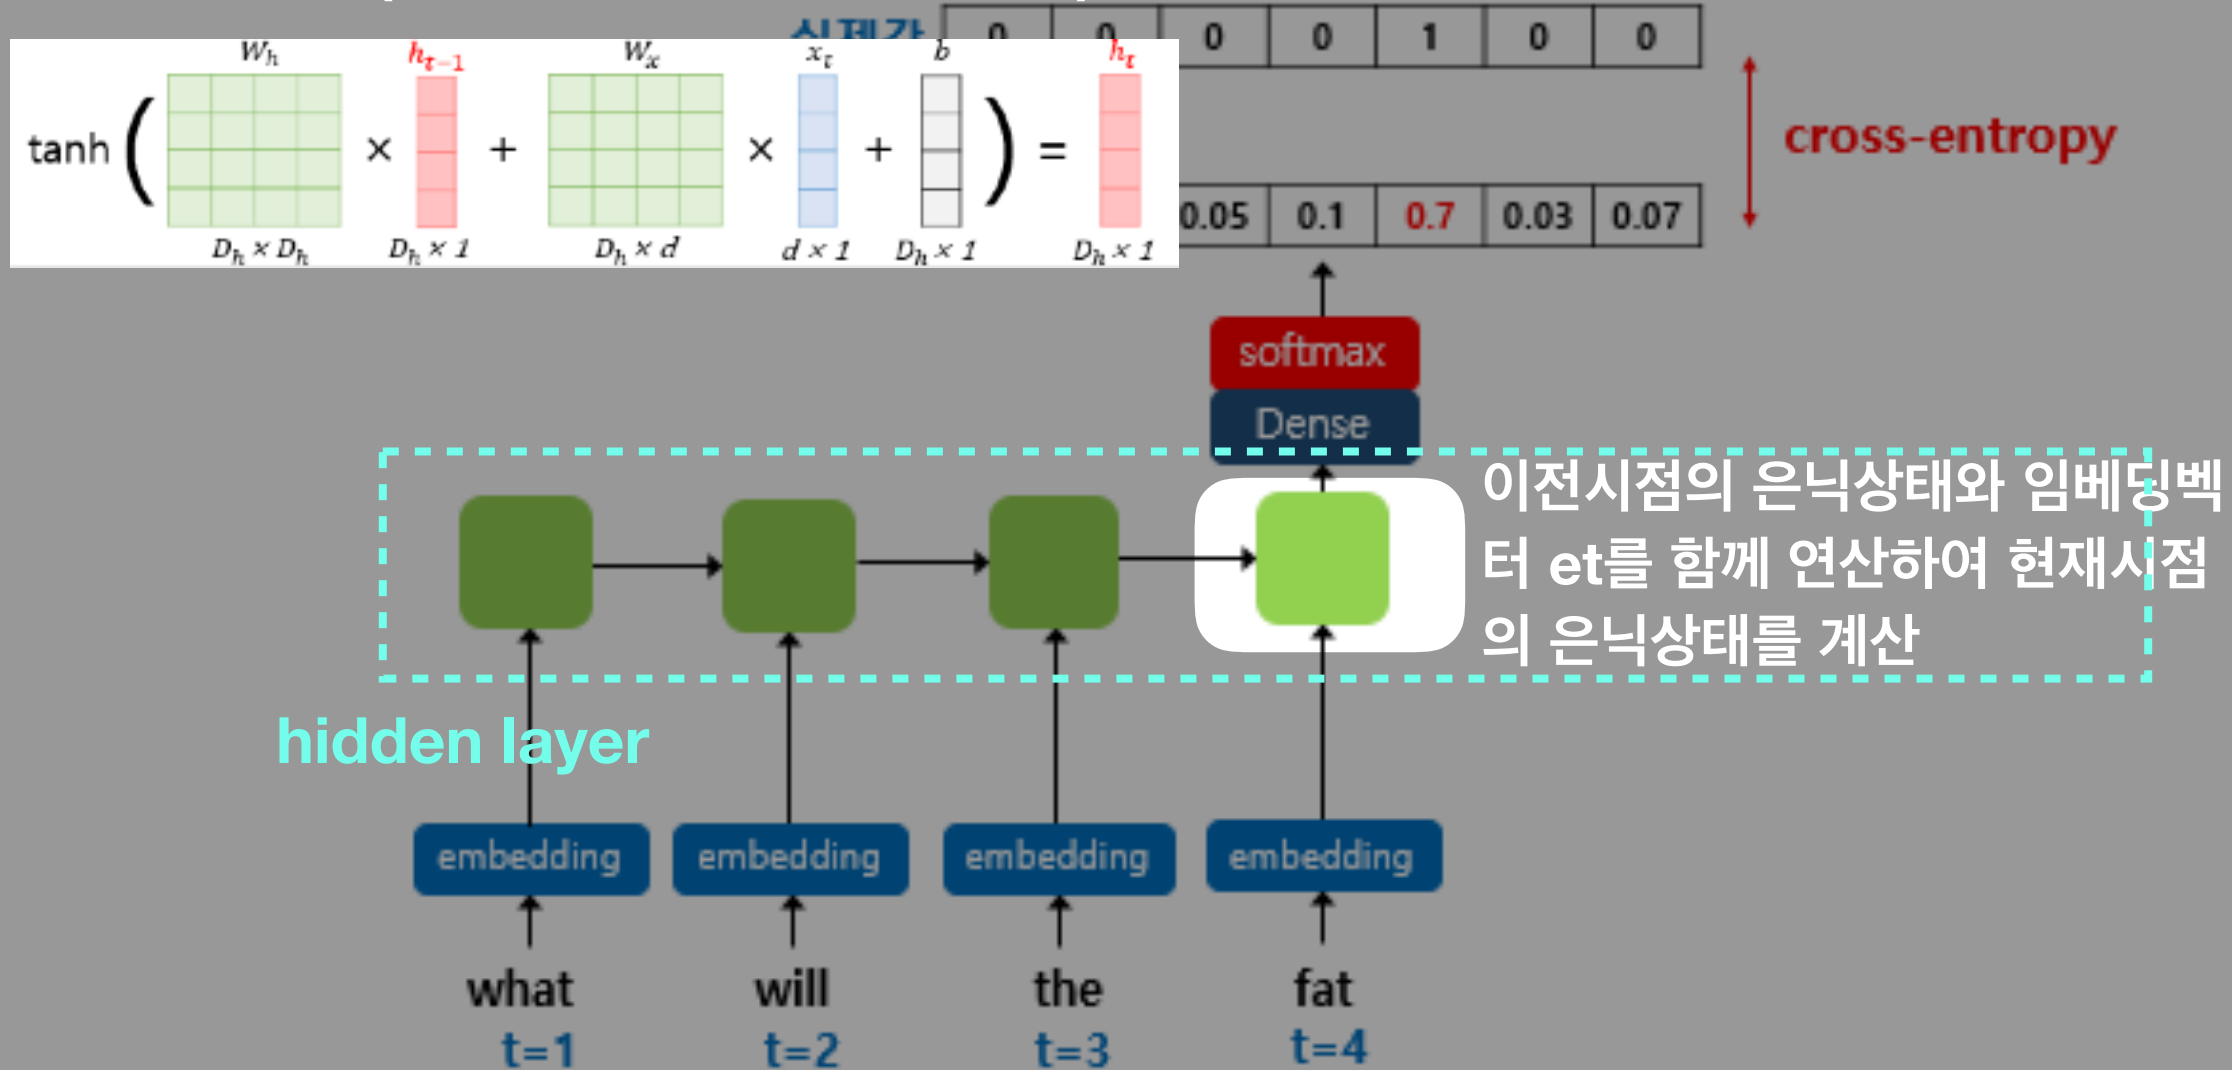 실제값 0 0 0 0 1 0 0
W_h h_{t-1} W_x x_t b h_t
tanh ( × + × + ) =
D_h × D_h D_h × 1 D_h × d d × 1 D_h × 1 D_h × 1
cross-entropy
0.05 0.1 0.7 0.03 0.07
softmax
Dense
이전시점의 은닉상태와 임베딩벡
터 et를 함께 연산하여 현재시점
의 은닉상태를 계산
hidden layer
embedding embedding embedding embedding
what will the fat
t=1 t=2 t=3 t=4